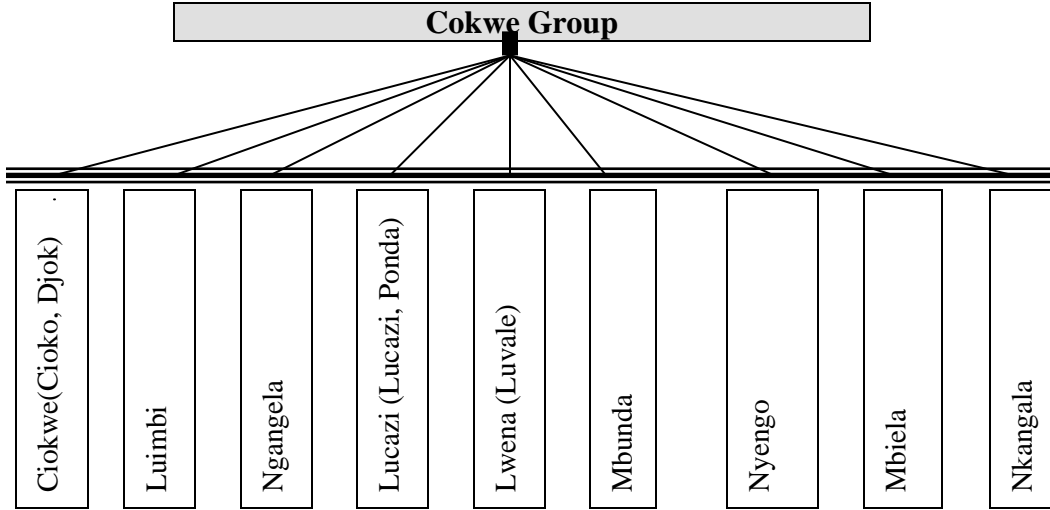 Cokwe Group
Ciokwe(Cioko, Djok) .
Luimbi
Ngangela
Lucazi (Lucazi, Ponda)
Lwena (Luvale)
Mbunda
Nyengo
Mbiela
Nkangala